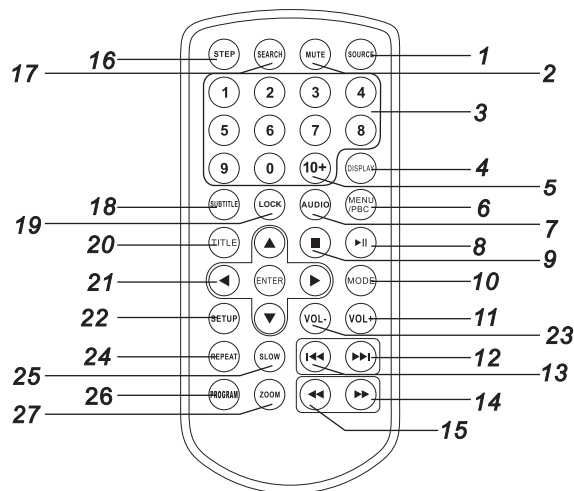 16 STEP SEARCH MUTE SOURCE 1
17 2
1 2 3 4 3
5 6 7 8
9 0 10+ DISPLAY 4
5
18 SUBTITLE LOCK AUDIO MENU /PBC 6
19 7
20 TITLE 8
9
21 ENTER MODE 10
22 SETUP VOL- VOL+ 11
23
24 REPEAT SLOW 12
25 13
26 PROGRAM ZOOM 14
27 15